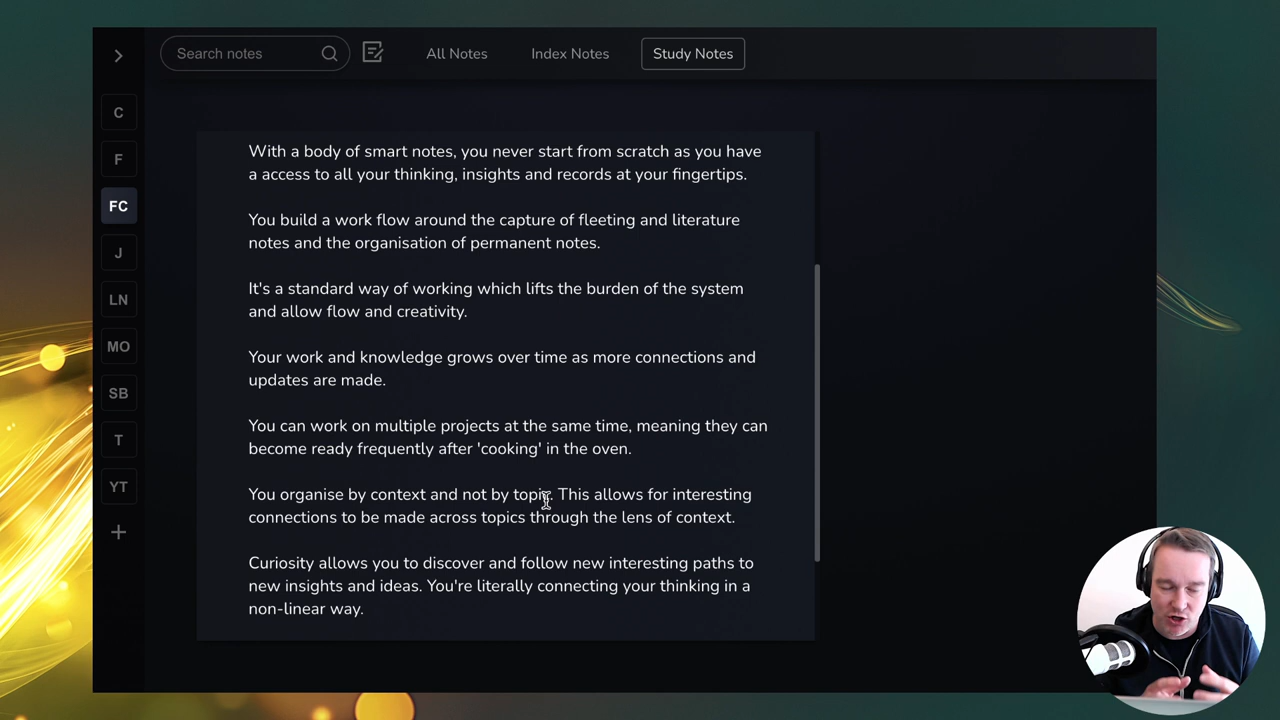 Search notes
All Notes
Index Notes
Study Notes
C
F
FC
J
LN
MO
SB
T
YT
With a body of smart notes, you never start from scratch as you have
a access to all your thinking, insights and records at your fingertips.
You build a work flow around the capture of fleeting and literature
notes and the organisation of permanent notes.
It's a standard way of working which lifts the burden of the system
and allow flow and creativity.
Your work and knowledge grows over time as more connections and
updates are made.
You can work on multiple projects at the same time, meaning they can
become ready frequently after 'cooking' in the oven.
You organise by context and not by topic. This allows for interesting
connections to be made across topics through the lens of context.
Curiosity allows you to discover and follow new interesting paths to
new insights and ideas. You're literally connecting your thinking in a
non-linear way.